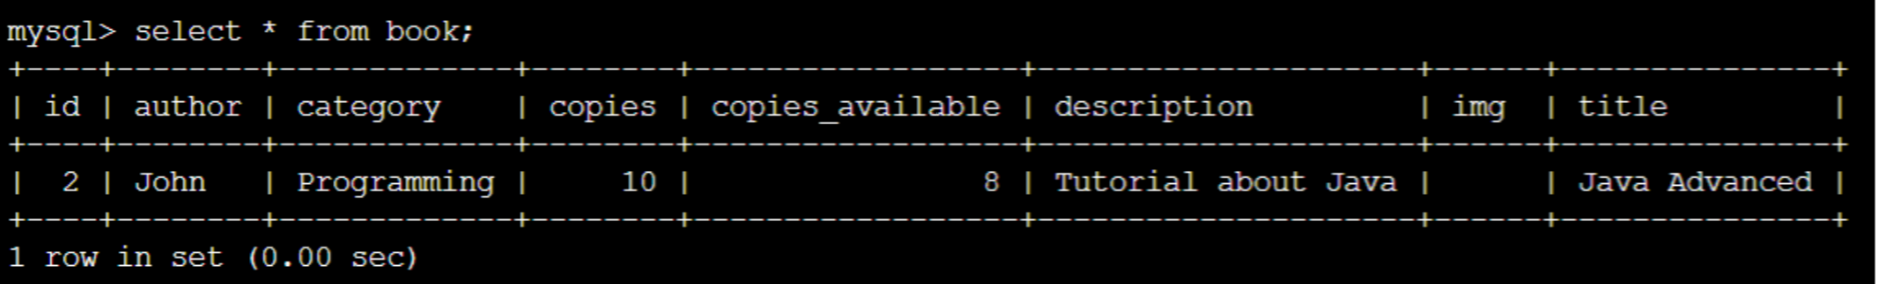 mysql> select * from book;
+----+--------+-------------+--------+------------------+---------------------+------+---------------+
| id | author | category    | copies | copies_available | description         | img  | title         |
+----+--------+-------------+--------+------------------+---------------------+------+---------------+
|  2 | John   | Programming |     10 |                8 | Tutorial about Java |      | Java Advanced |
+----+--------+-------------+--------+------------------+---------------------+------+---------------+
1 row in set (0.00 sec)